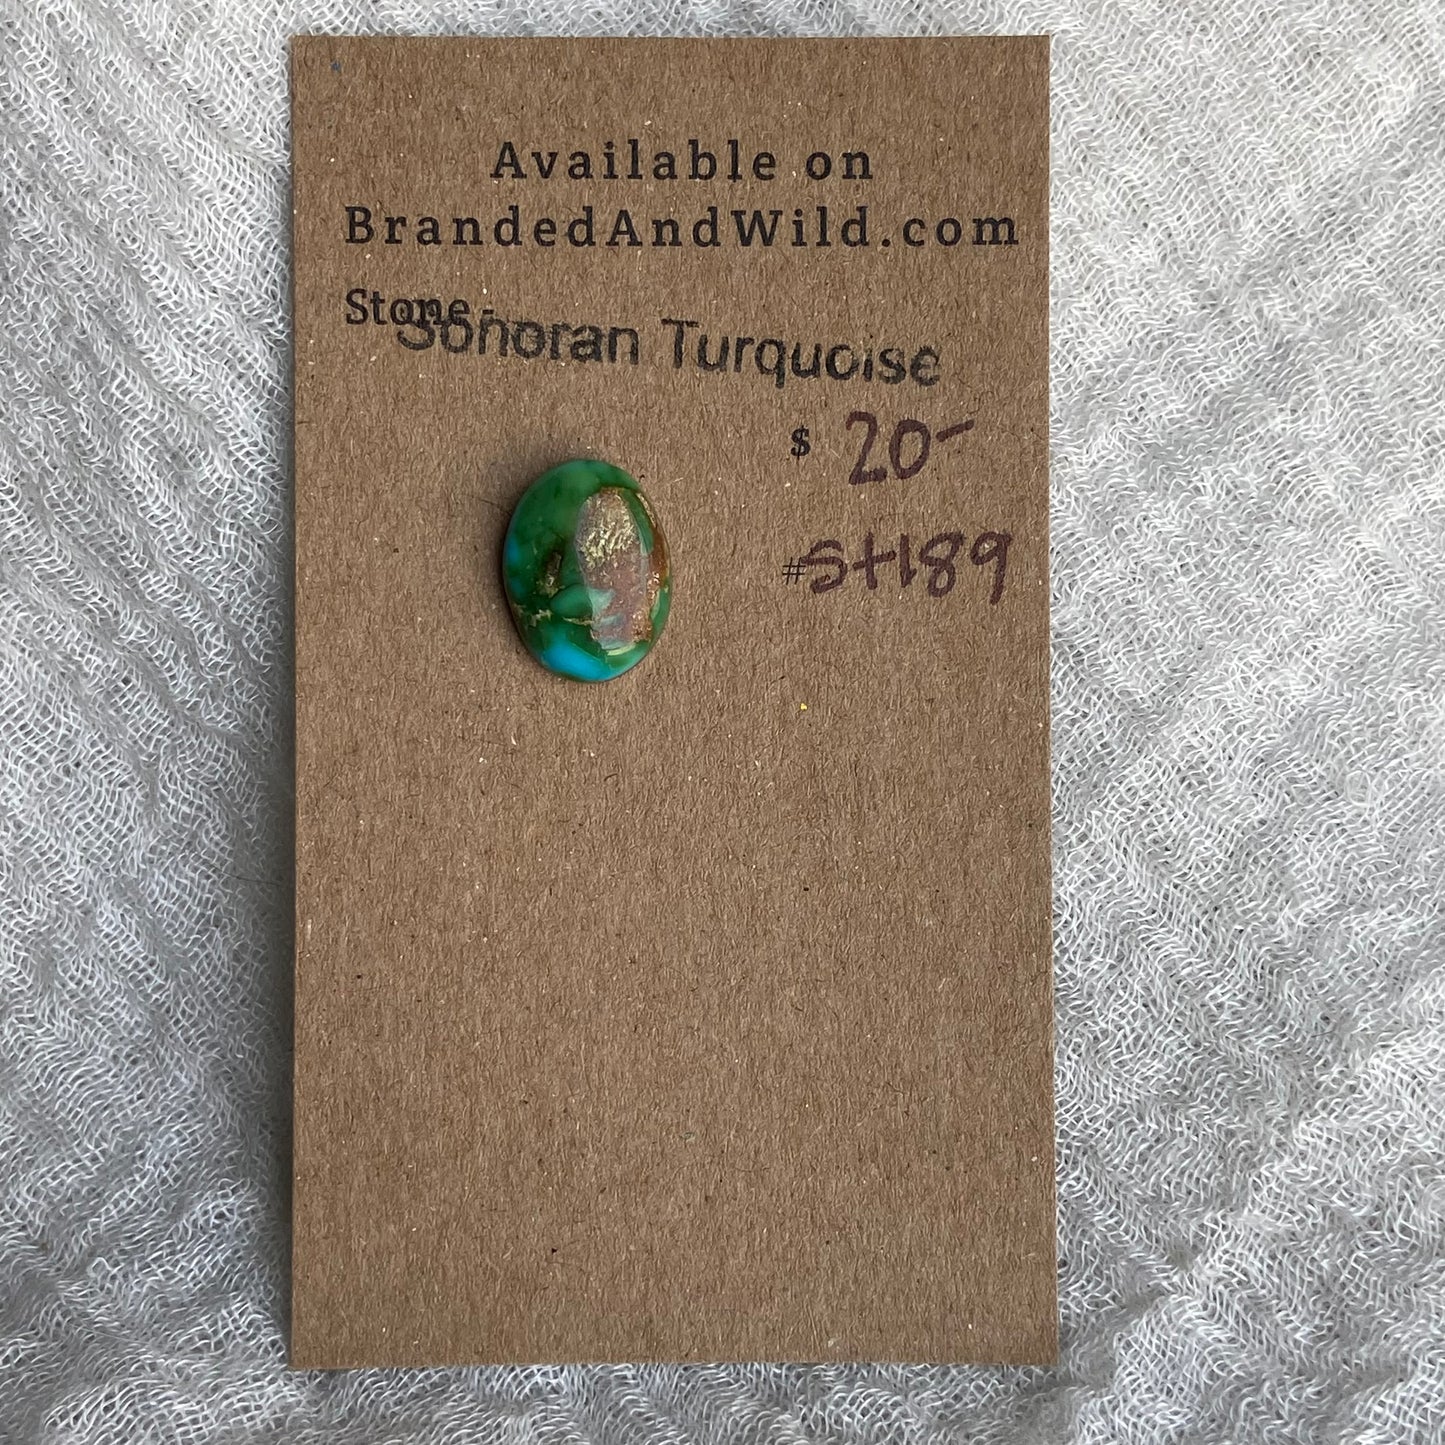 Available on
BrandedAndWild.com
Stone
Sonoran Turquoise
$ 20-
#St189